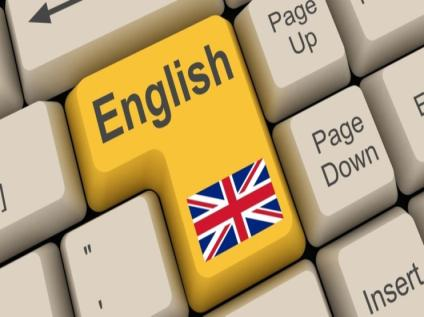 English
Page
Up
Page
Down
]
"
,
Insert